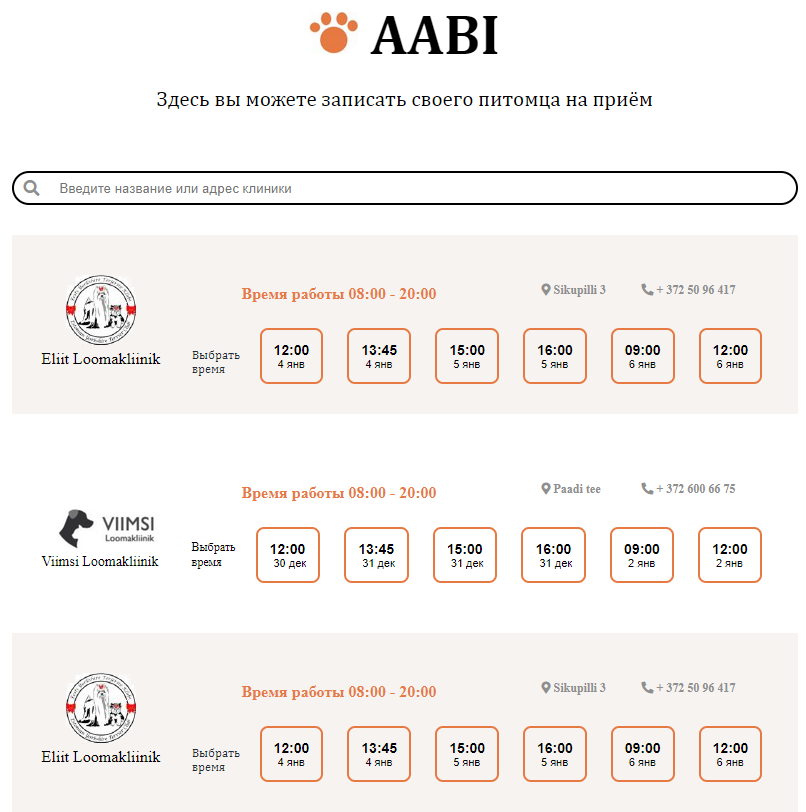 AABI
Здесь вы можете записать своего питомца на приём
Введите название или адрес клиники
Время работы 08:00 - 20:00
Sikupilli 3
+ 372 50 96 417
Eliit Loomakliinik
Выбрать
время
12:00
4 янв
13:45
4 янв
15:00
5 янв
16:00
5 янв
09:00
6 янв
12:00
6 янв
Время работы 08:00 - 20:00
Paadi tee
+ 372 600 66 75
VIIMSI
Loomakliinik
Viimsi Loomakliinik
Выбрать
время
12:00
30 дек
13:45
31 дек
15:00
31 дек
16:00
31 дек
09:00
2 янв
12:00
2 янв
Время работы 08:00 - 20:00
Sikupilli 3
+ 372 50 96 417
Eliit Loomakliinik
Выбрать
время
12:00
4 янв
13:45
4 янв
15:00
5 янв
16:00
5 янв
09:00
6 янв
12:00
6 янв